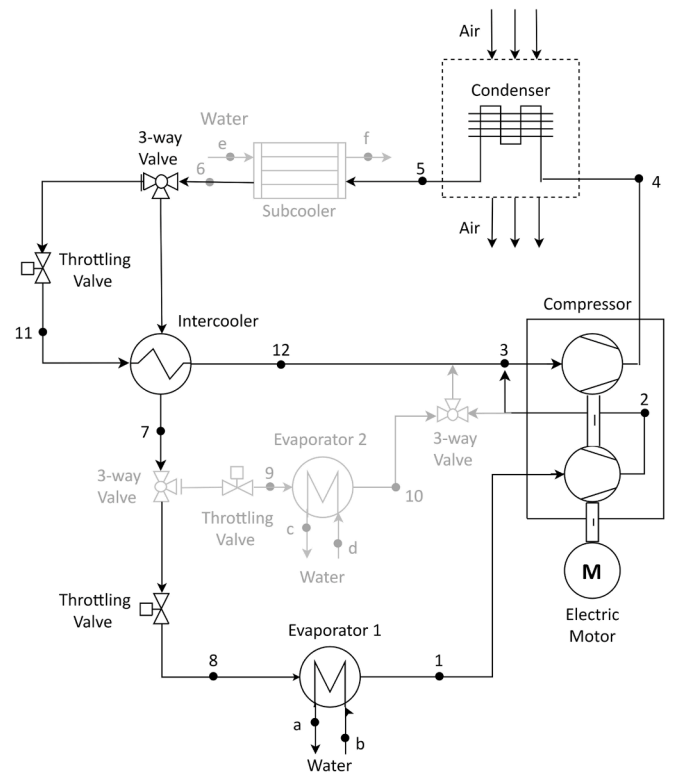 Air
Condenser
Water
e
f
3-way
Valve
6
5
4
Subcooler
Air
Throttling
Valve
Compressor
Intercooler
11
12
3
2
7
Evaporator 2
3-way
Valve
3-way
Valve
9
10
I
Throttling
Valve
c
d
I
Water
M
Throttling
Valve
Electric
Motor
Evaporator 1
8
1
a
b
Water